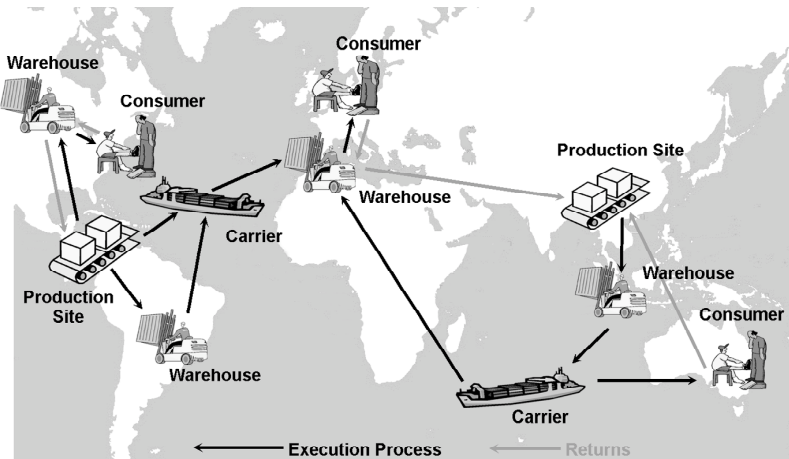 Consumer
Warehouse
Consumer
Production Site
Warehouse
Carrier
Warehouse
Production
Site
Consumer
Warehouse
Carrier
Execution Process
Returns